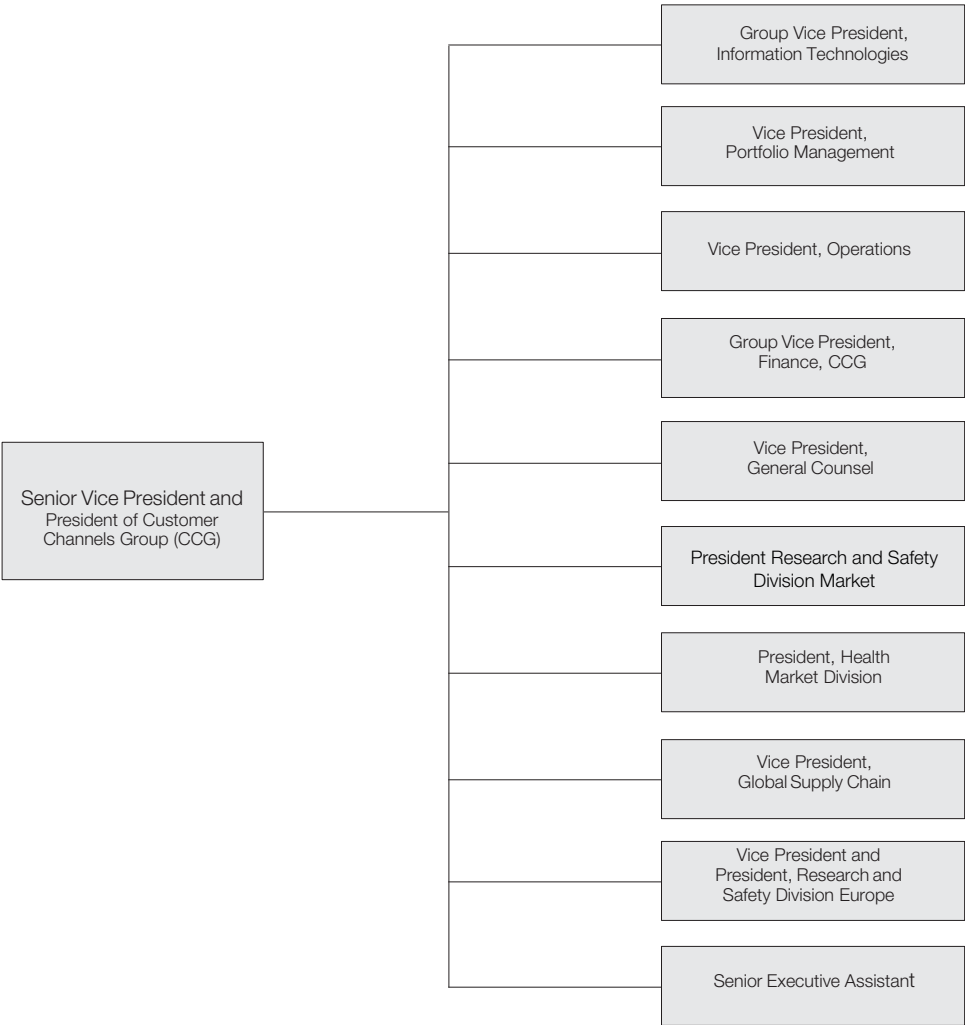 Group Vice President,
Information Technologies
Vice President,
Portfolio Management
Vice President, Operations
Group Vice President,
Finance, CCG
Vice President,
General Counsel
Senior Vice President and
President of Customer
Channels Group (CCG)
President Research and Safety
Division Market
President, Health
Market Division
Vice President,
Global Supply Chain
Vice President and
President, Research and
Safety Division Europe
Senior Executive Assistant